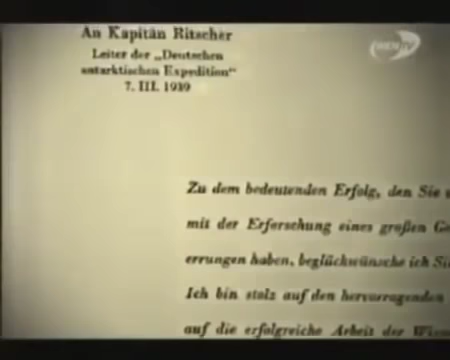 An Kapitän Ritscher
Leiter der „Deutschen
antarktischen Expedition“
7. III. 1939
Zu dem bedeutenden Erfolg, den Sie
mit der Erforschung eines großen
errungen haben, beglückwünsche ich
Ich bin stolz auf den hervorragenden
auf die erfolgreiche Arbeit der